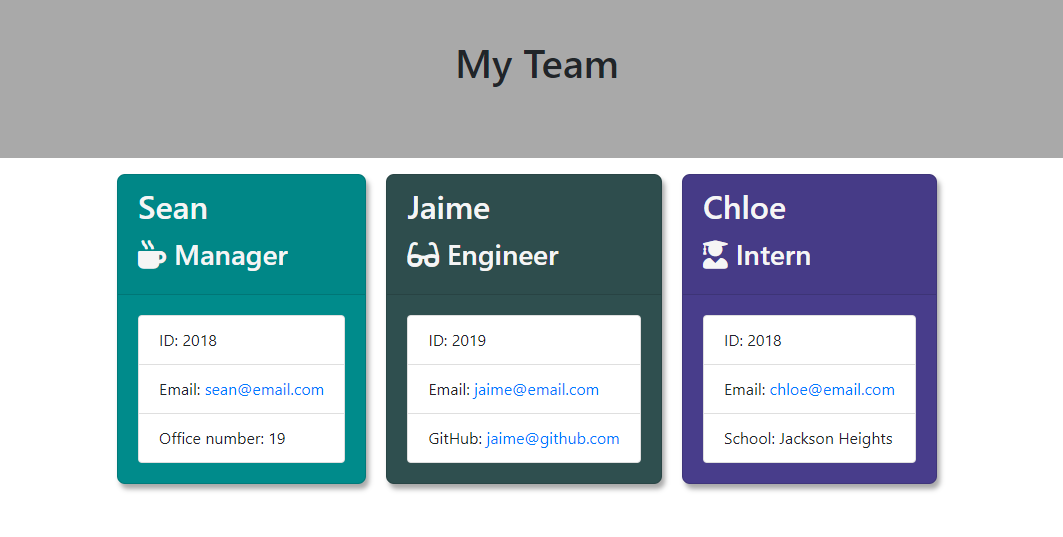 My Team
Sean
Manager
ID: 2018
Email: sean@email.com
Office number: 19
Jaime
Engineer
ID: 2019
Email: jaime@email.com
GitHub: jaime@github.com
Chloe
Intern
ID: 2018
Email: chloe@email.com
School: Jackson Heights